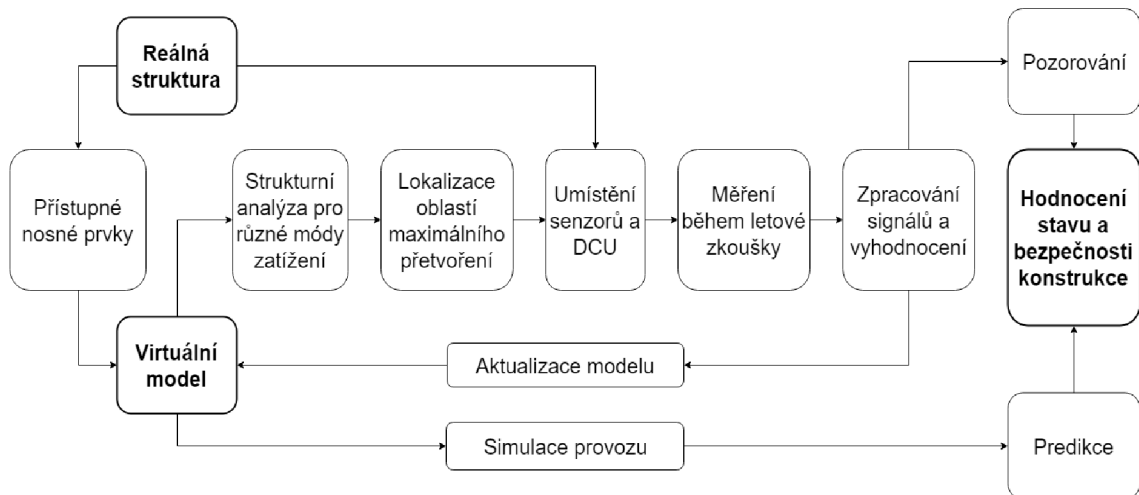 Reálná
struktura
Pozorování
Přístupné
nosné prvky
Strukturní
analýza pro
různé módy
zatížení
Lokalizace
oblastí
maximálního
přetvoření
Umístění
senzorů a
DCU
Měření
během letové
zkoušky
Zpracování
signálů a
vyhodnocení
Hodnocení
stavu a
bezpečnosti
konstrukce
Virtuální
model
Aktualizace modelu
Simulace provozu
Predikce